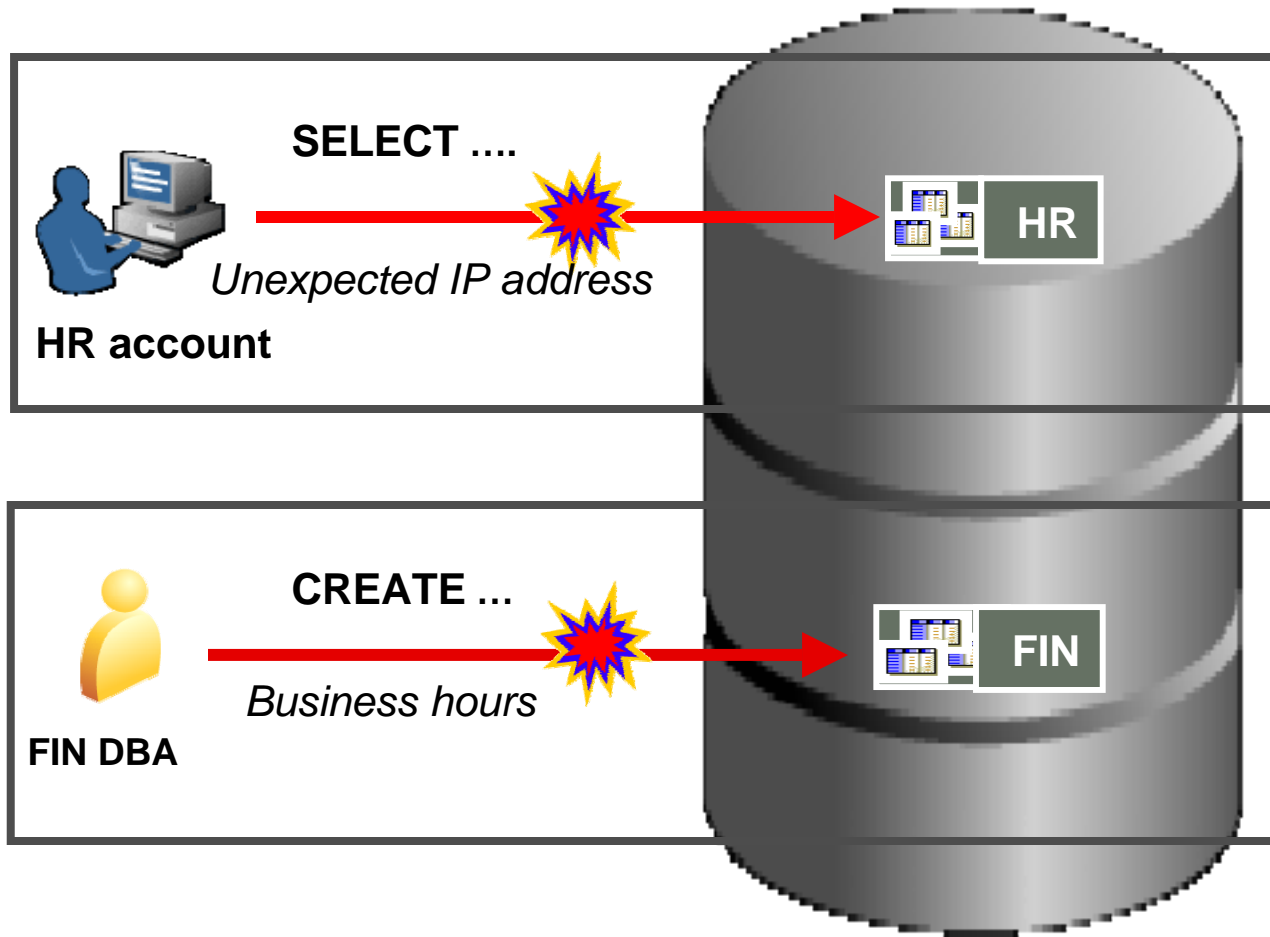 SELECT ....
HR
Unexpected IP address
HR account
CREATE ...
FIN
Business hours
FIN DBA